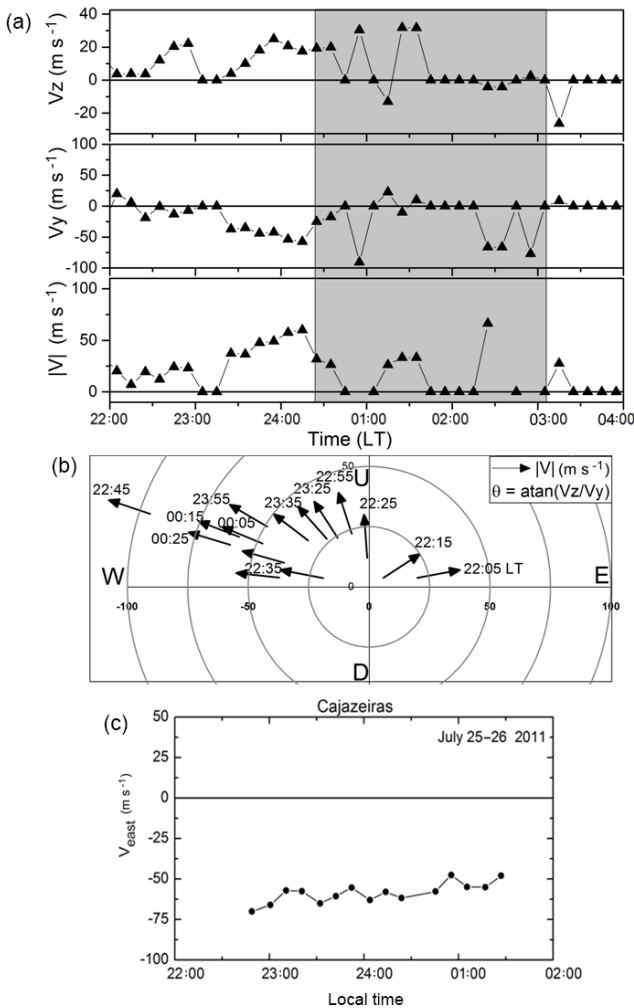 (a)
40
20
0
-20
Vz (m s⁻¹)
100
50
0
-50
-100
Vy (m s⁻¹)
50
0
|V| (m s⁻¹)
22:00 23:00 24:00 01:00 02:00 03:00 04:00
Time (LT)
(b)
50
U
|V| (m s⁻¹)
θ = atan(Vz/Vy)
22:45
23:55
23:35
23:25
22:55
22:25
00:15
00:05
00:25
22:15
22:35
22:05 LT
W
0
E
-100 -50 0 50 100
D
(c)
Cajazeiras
July 25-26 2011
50
25
0
-25
-50
-75
-100
V_east (m s⁻¹)
22:00 23:00 24:00 01:00 02:00
Local time